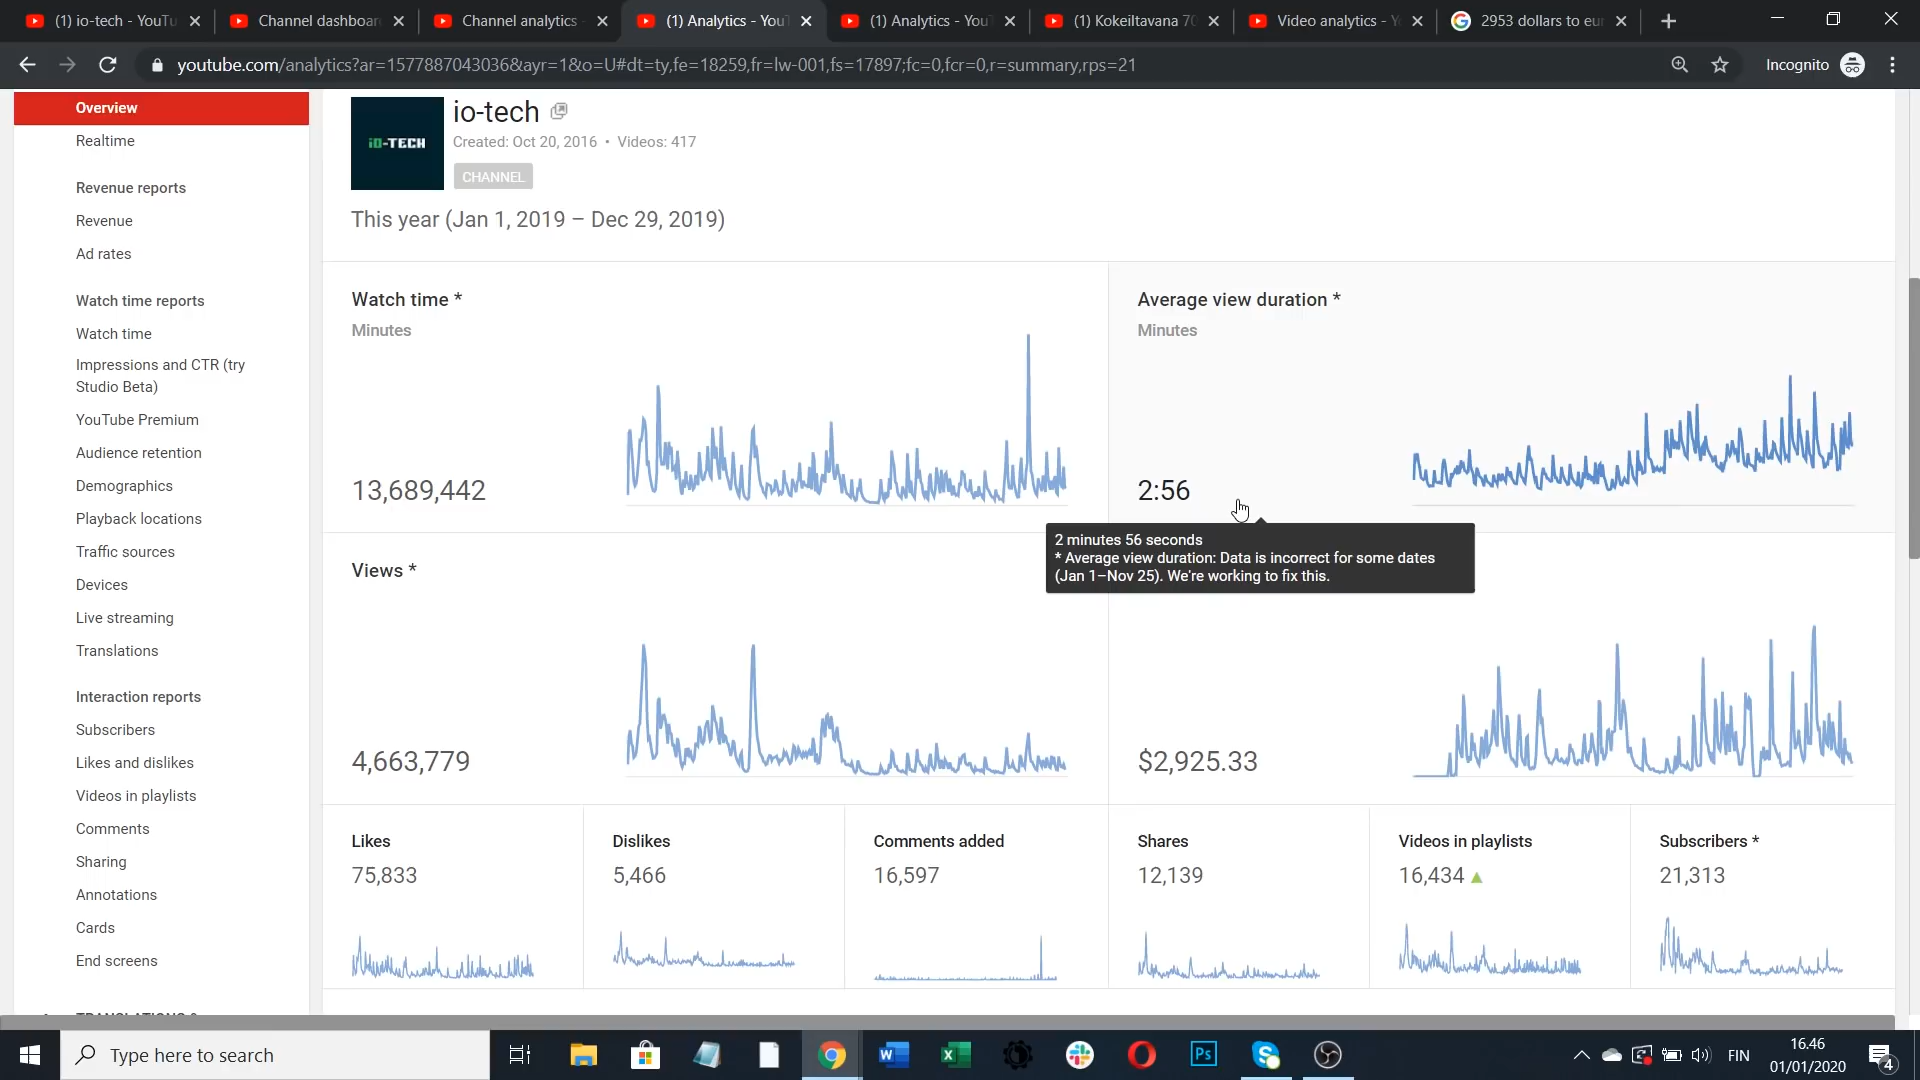 (1) io-tech - YouTu
Channel dashboar
Channel analytics
(1) Analytics - You
(1) Analytics - You
(1) Kokeiltavana 70
Video analytics - Y
2953 dollars to eur
youtube.com/analytics?ar=1577887043036&ayr=1&o=U#dt=ty,fe=18259,fr=lw-001,fs=17897;fc=0,fcr=0,r=summary,rps=21
Incognito
Overview
Realtime
Revenue reports
Revenue
Ad rates
Watch time reports
Watch time
Impressions and CTR (try
Studio Beta)
YouTube Premium
Audience retention
Demographics
Playback locations
Traffic sources
Devices
Live streaming
Translations
Interaction reports
Subscribers
Likes and dislikes
Videos in playlists
Comments
Sharing
Annotations
Cards
End screens
iO-TECH
io-tech
Created: Oct 20, 2016 • Videos: 417
CHANNEL
This year (Jan 1, 2019 – Dec 29, 2019)
Watch time *
Minutes
13,689,442
Average view duration *
Minutes
2:56
2 minutes 56 seconds
* Average view duration: Data is incorrect for some dates
(Jan 1–Nov 25). We're working to fix this.
Views *
4,663,779
$2,925.33
Likes
75,833
Dislikes
5,466
Comments added
16,597
Shares
12,139
Videos in playlists
16,434
Subscribers *
21,313
Type here to search
FIN
16.46
01/01/2020
4